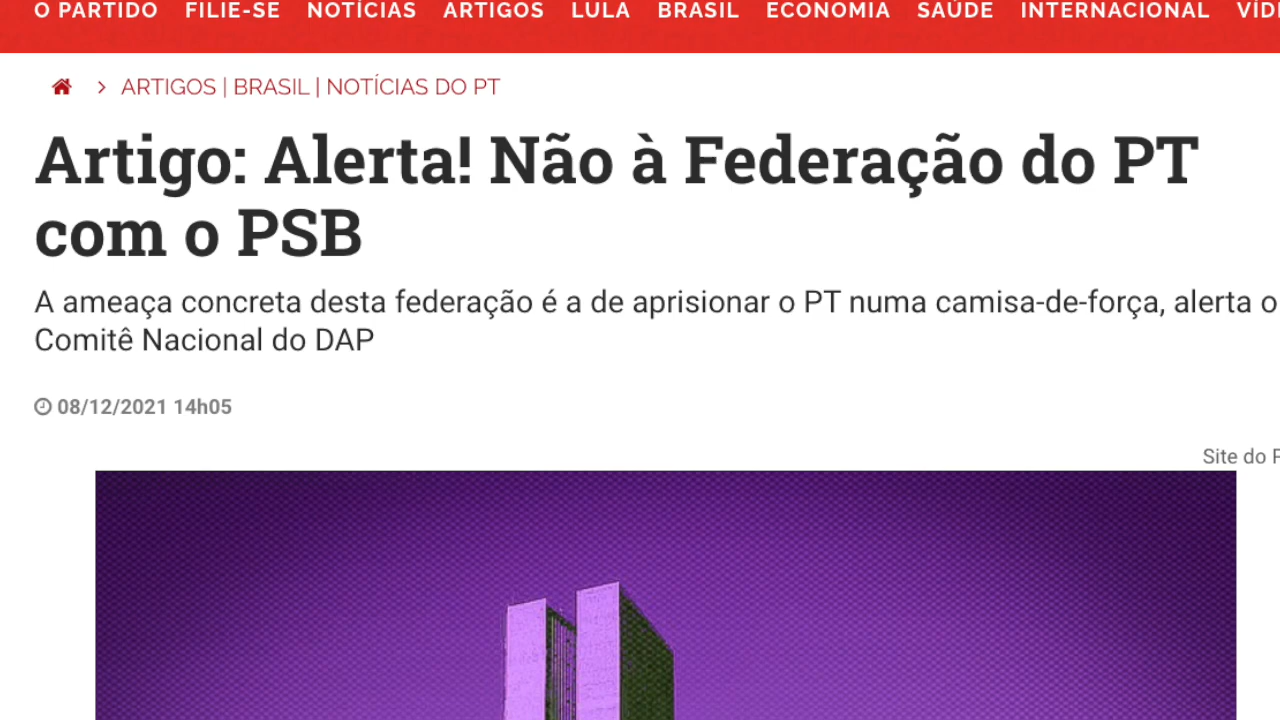 O PARTIDO FILIE-SE NOTÍCIAS ARTIGOS LULA BRASIL ECONOMIA SAÚDE INTERNACIONAL
ARTIGOS | BRASIL | NOTÍCIAS DO PT
Artigo: Alerta! Não à Federação do PT
com o PSB
A ameaça concreta desta federação é a de aprisionar o PT numa camisa-de-força, alerta o
Comitê Nacional do DAP
08/12/2021 14h05
Site do